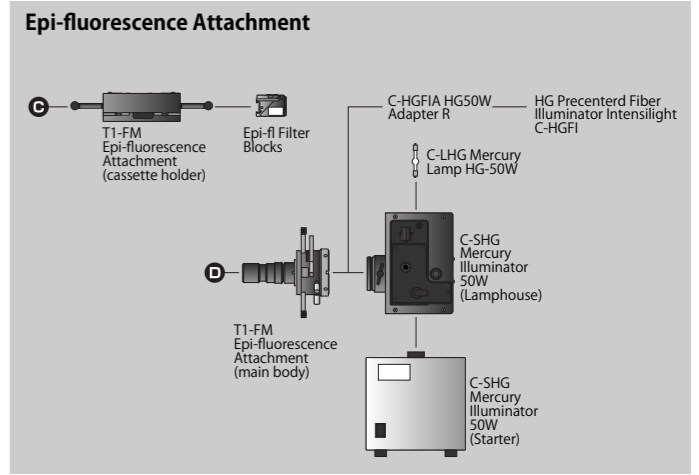 Epi-fluorescence Attachment
C
T1-FM
Epi-fluorescence
Attachment
(cassette holder)
Epi-fl Filter
Blocks
C-HGFIA HG50W
Adapter R
HG Precenterd Fiber
Illuminator Intensilight
C-HGFI
C-LHG Mercury
Lamp HG-50W
D
T1-FM
Epi-fluorescence
Attachment
(main body)
C-SHG
Mercury
Illuminator
50W
(Lamphouse)
C-SHG
Mercury
Illuminator
50W
(Starter)